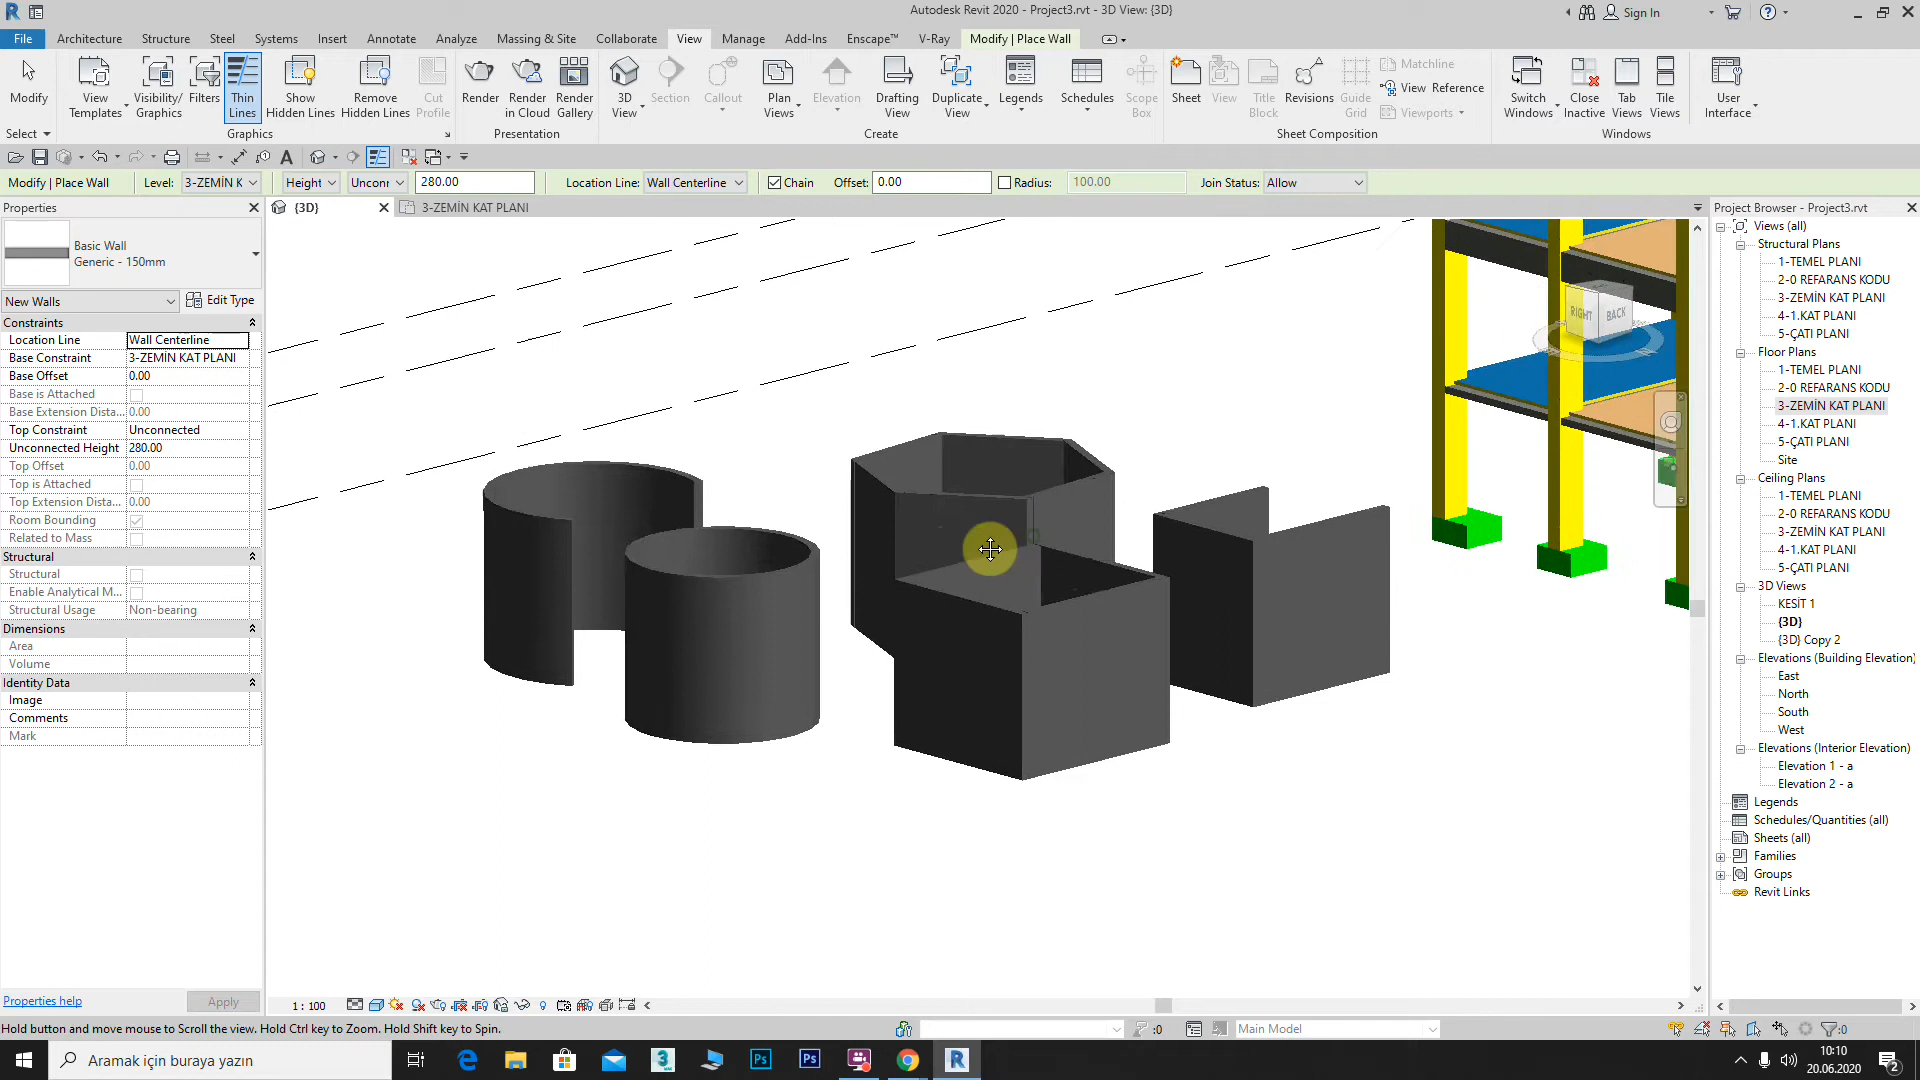 Autodesk Revit 2020 - Project3.rvt - 3D View: {3D}
Sign In
File Architecture Structure Steel Systems Insert Annotate Analyze Massing & Site Collaborate View Manage Add-Ins Enscape™ V-Ray Modify | Place Wall
Modify
View Templates
Visibility/ Graphics
Filters
Thin Lines
Show Hidden Lines
Remove Hidden Lines
Cut Profile
Render
Render in Cloud
Render Gallery
3D View
Section
Callout
Plan Views
Elevation
Drafting View
Duplicate View
Legends
Schedules
Scope Box
Sheet
View
Title Block
Revisions
Guide Grid
Matchline
View Reference
Viewports
Switch Windows
Close Inactive
Tab Views
Tile Views
User Interface
Select Graphics Presentation Create Sheet Composition Windows
Modify | Place Wall Level: 3-ZEMİN K Height Unconr 280.00 Location Line: Wall Centerline Chain Offset: 0.00 Radius: 100.00 Join Status: Allow
Properties
{3D}
3-ZEMİN KAT PLANI
Basic Wall
Generic - 150mm
New Walls Edit Type
Constraints
Location Line Wall Centerline
Base Constraint 3-ZEMİN KAT PLANI
Base Offset 0.00
Base is Attached
Base Extension Dista... 0.00
Top Constraint Unconnected
Unconnected Height 280.00
Top Offset 0.00
Top is Attached
Top Extension Dista... 0.00
Room Bounding
Related to Mass
Structural
Structural
Enable Analytical M...
Structural Usage Non-bearing
Dimensions
Area
Volume
Identity Data
Image
Comments
Mark
Properties help Apply
RIGHT BACK
Project Browser - Project3.rvt
Views (all)
Structural Plans
1-TEMEL PLANI
2-0 REFARANS KODU
3-ZEMİN KAT PLANI
4-1.KAT PLANI
5-ÇATI PLANI
Floor Plans
1-TEMEL PLANI
2-0 REFARANS KODU
3-ZEMİN KAT PLANI
4-1.KAT PLANI
5-ÇATI PLANI
Site
Ceiling Plans
1-TEMEL PLANI
2-0 REFARANS KODU
3-ZEMİN KAT PLANI
4-1.KAT PLANI
5-ÇATI PLANI
3D Views
KESİT 1
{3D}
{3D} Copy 2
Elevations (Building Elevation)
East
North
South
West
Elevations (Interior Elevation)
Elevation 1 - a
Elevation 2 - a
Legends
Schedules/Quantities (all)
Sheets (all)
Families
Groups
Revit Links
1 : 100
Hold button and move mouse to Scroll the view. Hold Ctrl key to Zoom. Hold Shift key to Spin.
:0
Main Model
:0
Aramak için buraya yazın
10:10
20.06.2020
2